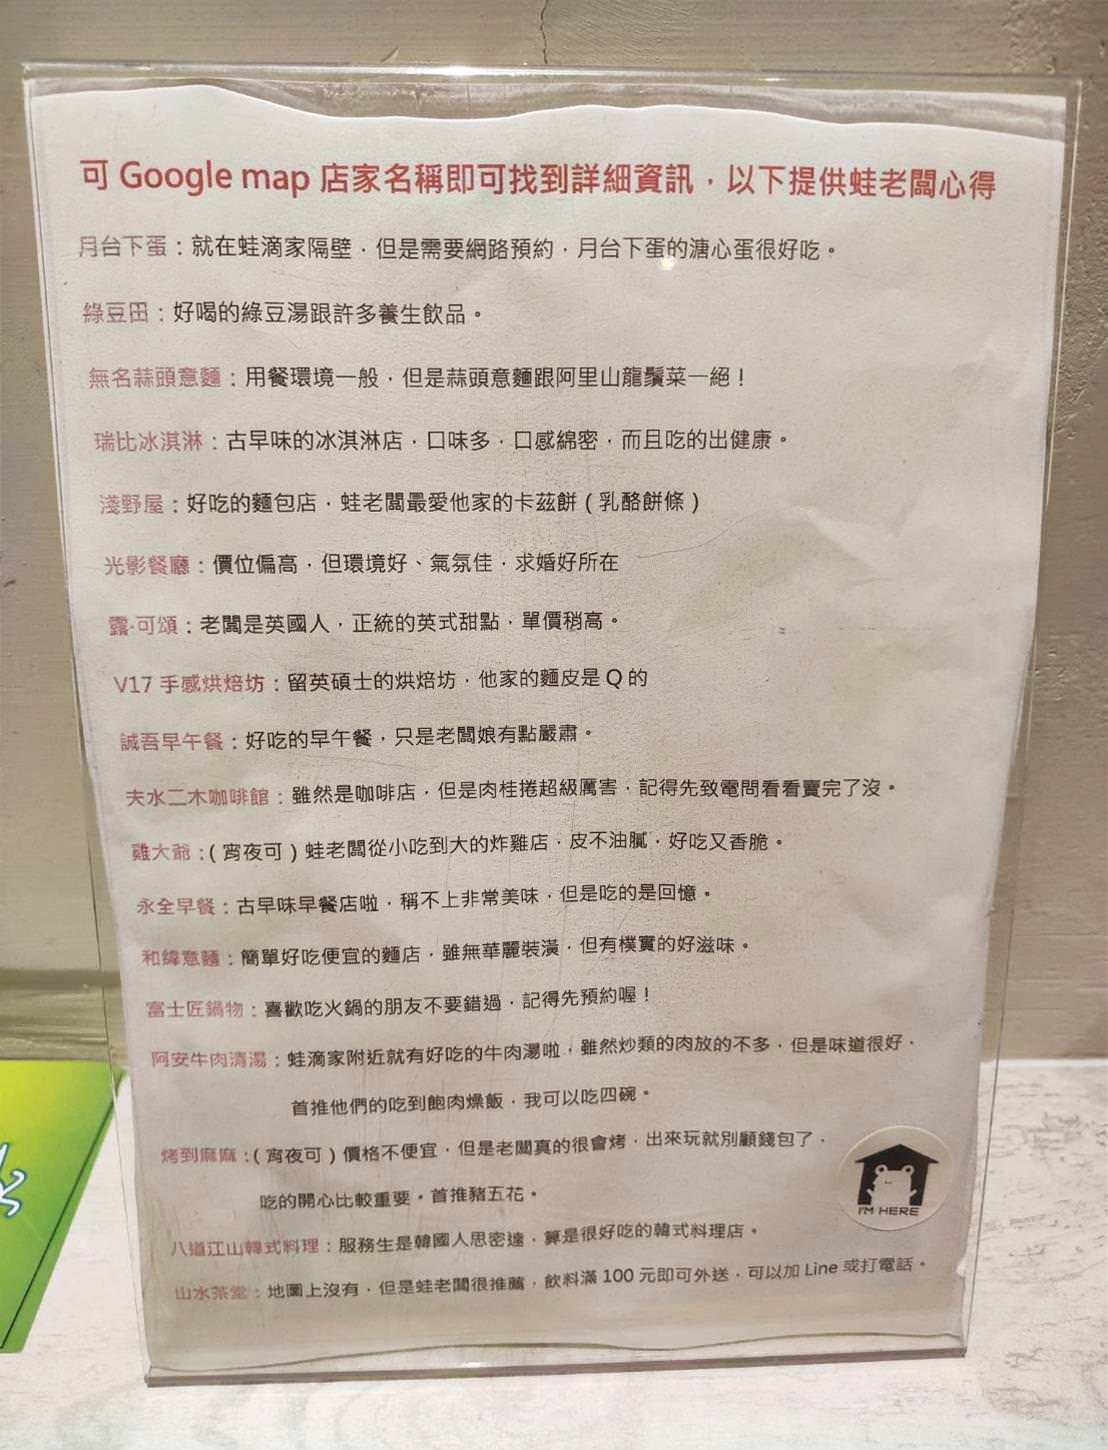 可 Google map 店家名稱即可找到詳細資訊，以下提供蛙老闆心得
月台下蛋：就在蛙滴家隔壁，但是需要網路預約，月台下蛋的溏心蛋很好吃。
綠豆田：好喝的綠豆湯跟許多養生飲品。
無名蒜頭意麵：用餐環境一般，但是蒜頭意麵跟阿里山龍鬚菜一絕！
瑞比冰淇淋：古早味的冰淇淋店，口味多，口感綿密，而且吃的出健康。
淺野屋：好吃的麵包店，蛙老闆最愛他家的卡茲餅（乳酪餅條）
光影餐廳：價位偏高，但環境好、氣氛佳，求婚好所在
露·可頌：老闆是英國人，正統的英式甜點，單價稍高。
V17 手感烘焙坊：留英碩士的烘焙坊，他家的麵皮是 Q 的
誠吾早午餐：好吃的早午餐，只是老闆娘有點嚴肅。
夫水二木咖啡館：雖然是咖啡店，但是肉桂捲超級厲害，記得先致電問看看賣完了沒。
雞大爺：（宵夜可）蛙老闆從小吃到大的炸雞店，皮不油膩，好吃又香脆。
永全早餐：古早味早餐店啦，稱不上非常美味，但是吃的是回憶。
和緯意麵：簡單好吃便宜的麵店，雖無華麗裝潢，但有樸實的好滋味。
富士匠鍋物：喜歡吃火鍋的朋友不要錯過，記得先預約喔！
阿安牛肉清湯：蛙滴家附近就有好吃的牛肉湯啦，雖然炒類的肉放的不多，但是味道很好，
首推他們的吃到飽肉燥飯，我可以吃四碗。
烤到麻麻：（宵夜可）價格不便宜，但是老闆真的很會烤，出來玩就別顧錢包了，
吃的開心比較重要。首推豬五花。
八道江山韓式料理：服務生是韓國人思密達，算是很好吃的韓式料理店。
山水茶堂：地圖上沒有，但是蛙老闆很推薦，飲料滿 100 元即可外送，可以加 Line 或打電話。
I'M HERE